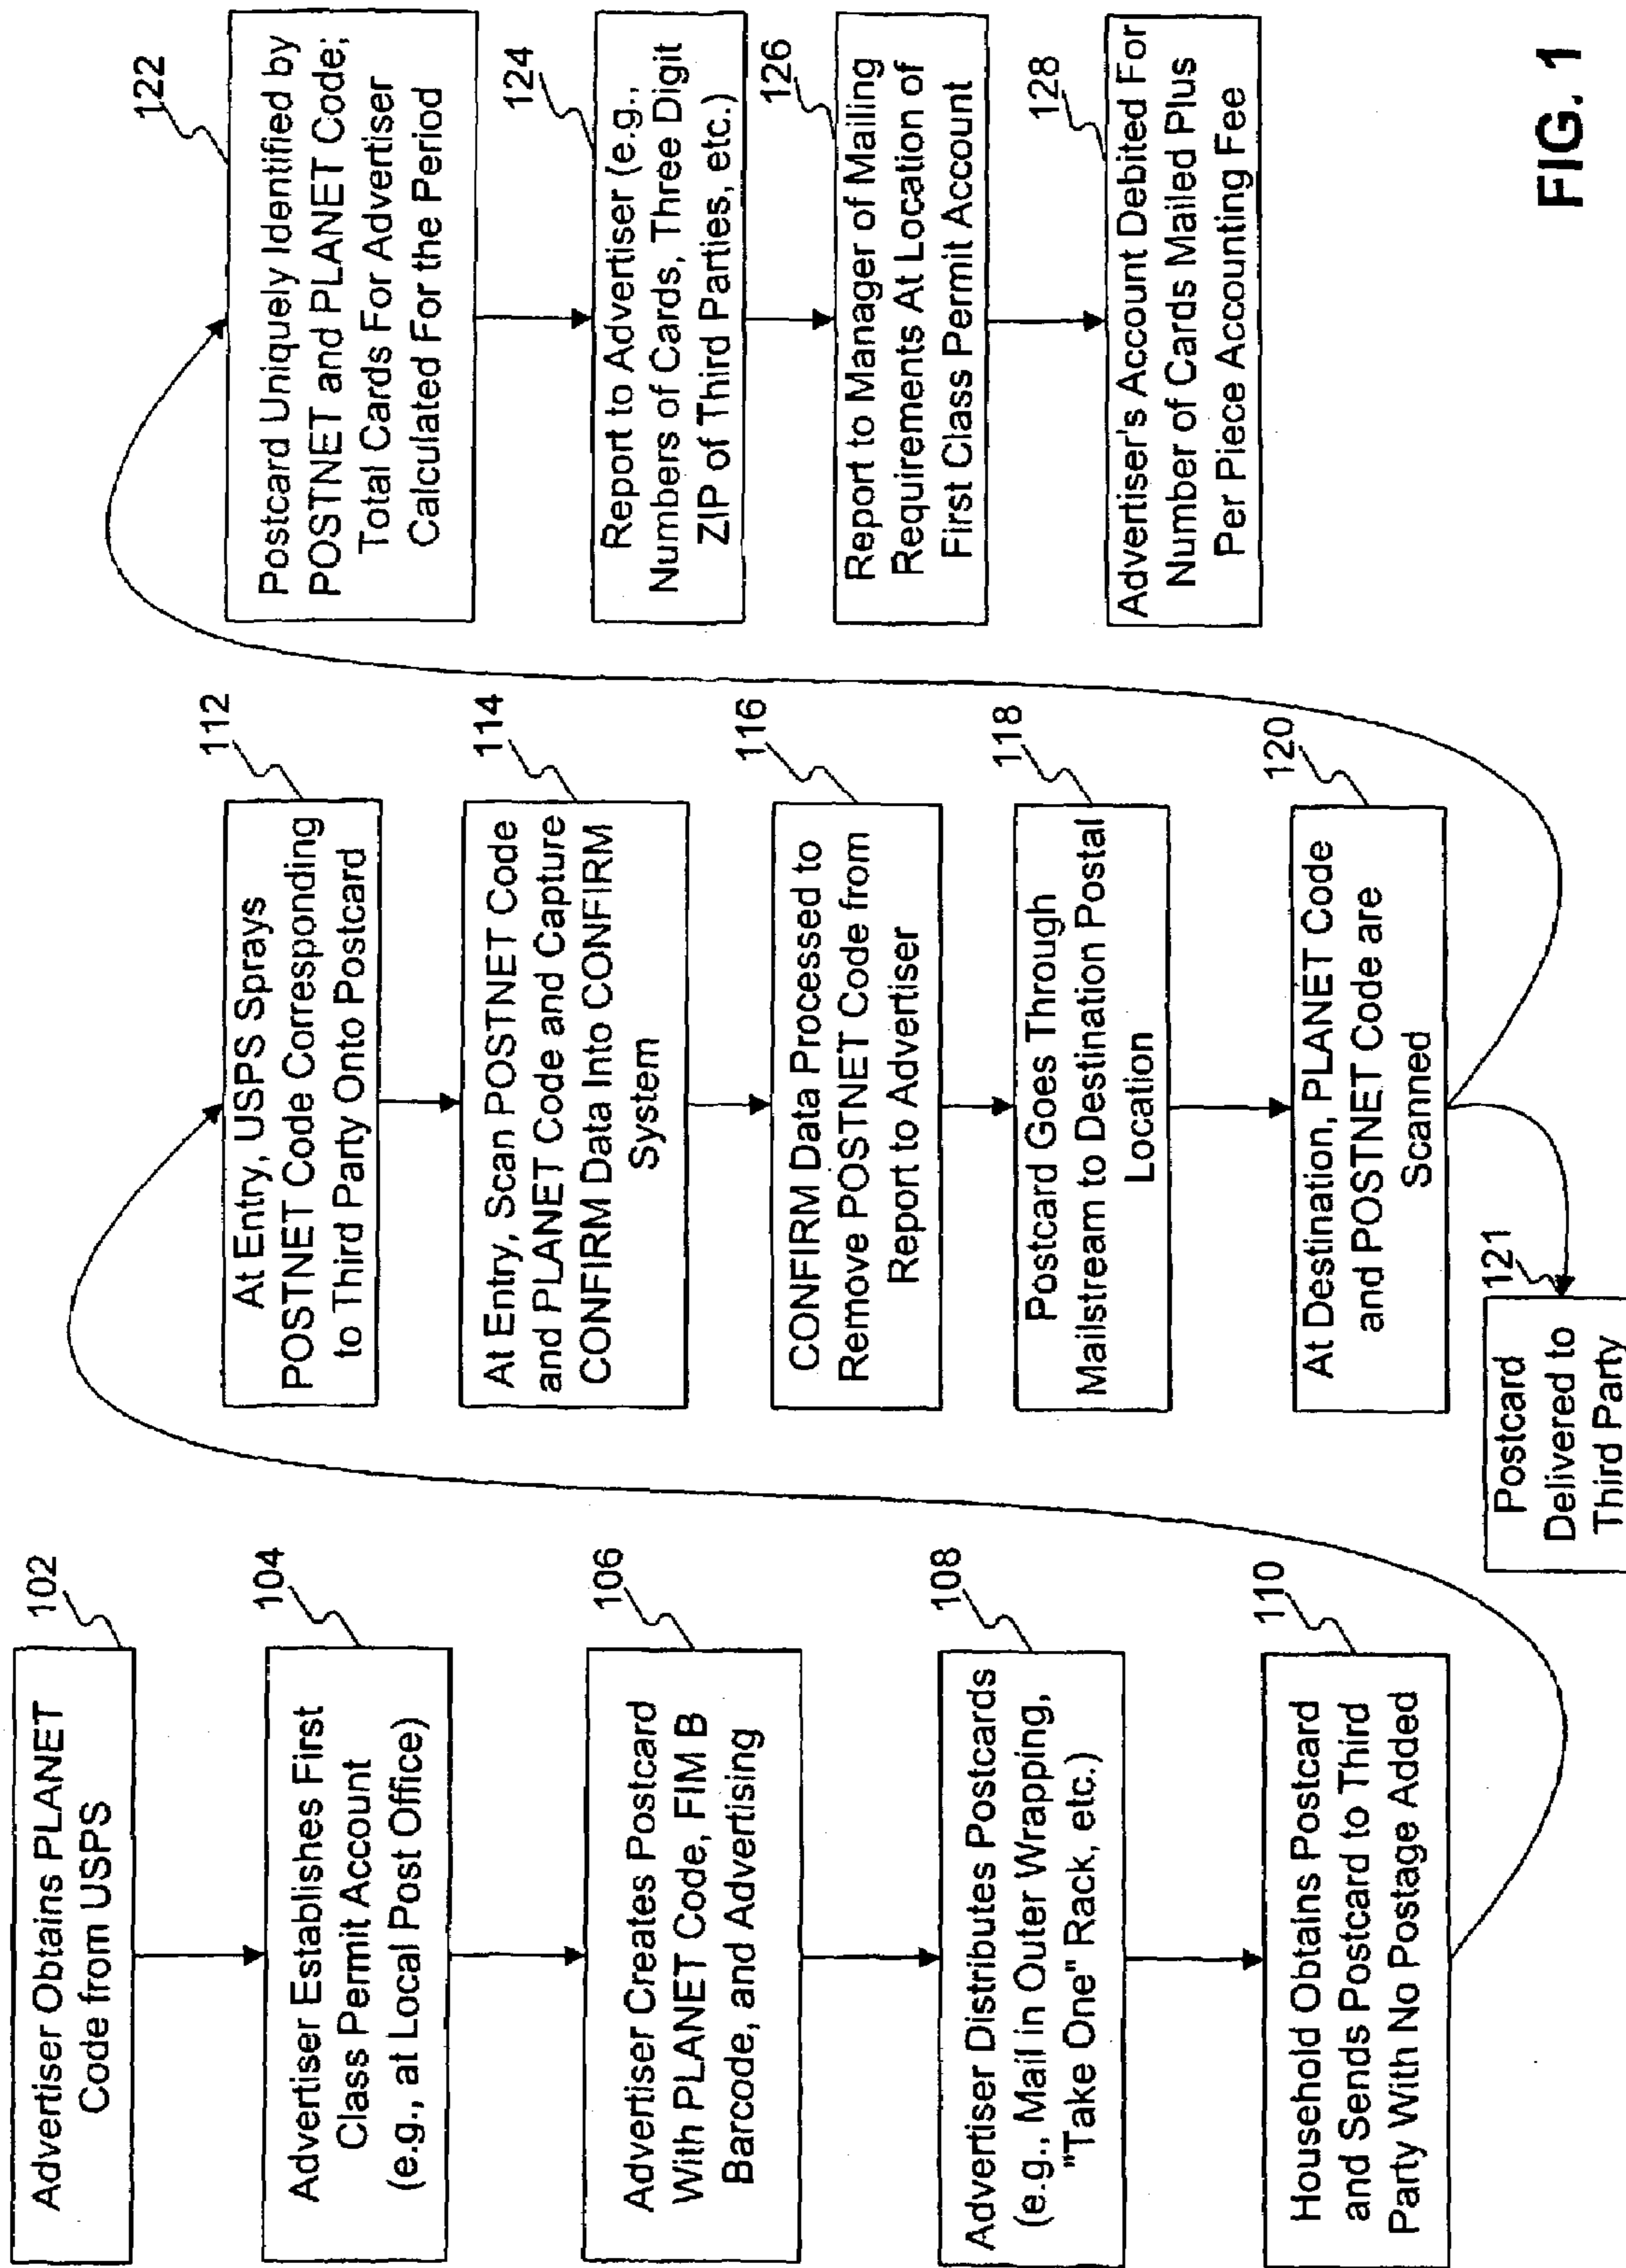 102
Advertiser Obtains PLANET
Code from USPS
104
Advertiser Establishes First
Class Permit Account
(e.g., at Local Post Office)
106
Advertiser Creates Postcard
With PLANET Code, FIM B
Barcode, and Advertising
108
Advertiser Distributes Postcards
(e.g., Mail in Outer Wrapping,
"Take One" Rack, etc.)
110
Household Obtains Postcard
and Sends Postcard to Third
Party With No Postage Added
112
At Entry, USPS Sprays
POSTNET Code Corresponding
to Third Party Onto Postcard
114
At Entry, Scan POSTNET Code
and PLANET Code and Capture
CONFIRM Data Into CONFIRM
System
116
CONFIRM Data Processed to
Remove POSTNET Code from
Report to Advertiser
118
Postcard Goes Through
Mailstream to Destination Postal
Location
120
At Destination, PLANET Code
and POSTNET Code are
Scanned
121
Postcard
Delivered to
Third Party
122
Postcard Uniquely Identified by
POSTNET and PLANET Code;
Total Cards For Advertiser
Calculated For the Period
124
Report to Advertiser (e.g.,
Numbers of Cards, Three Digit
ZIP of Third Parties, etc.)
126
Report to Manager of Mailing
Requirements At Location of
First Class Permit Account
128
Advertiser's Account Debited For
Number of Cards Mailed Plus
Per Piece Accounting Fee
FIG. 1